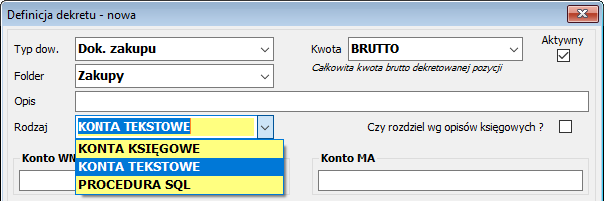 Definicja dekretu - nowa
Typ dow. Dok. zakupu Kwota BRUTTO Aktywny
Folder Zakupy Całkowita kwota brutto dekretowanej pozycji
Opis
Rodzaj KONTA TEKSTOWE Czy rozdziel wg opisów księgowych ?
KONTA KSIĘGOWE
KONTA TEKSTOWE
PROCEDURA SQL
Konto WN Konto MA